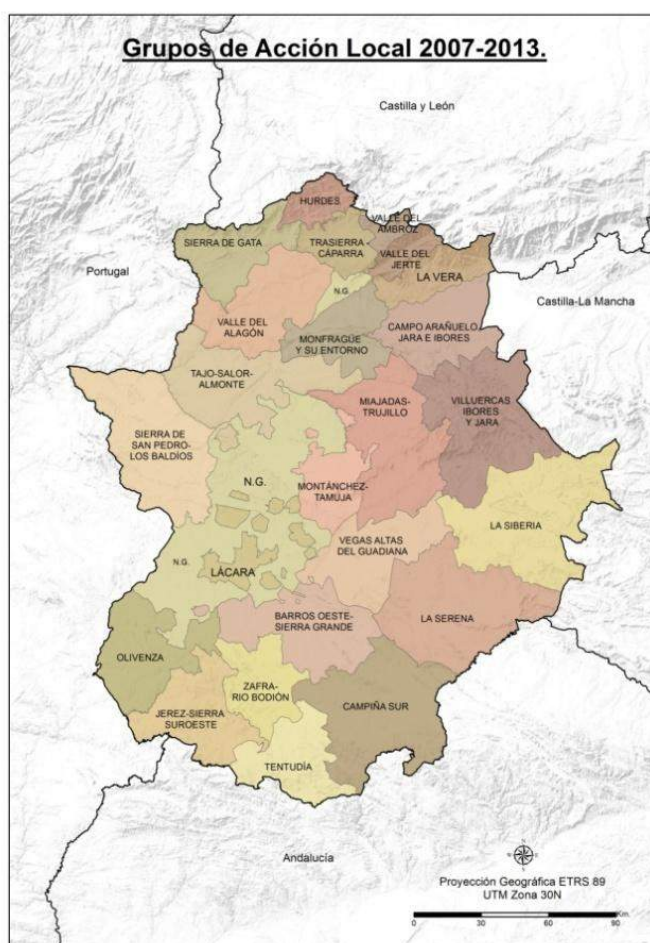 Grupos de Acción Local 2007-2013.
Castilla y León
HURDES
VALLE DEL
AMBROZ
SIERRA DE GATA
TRASIERRA
CÁPARRA
VALLE DEL
JERTE
Portugal
LA VERA
N.G.
Castilla-La Mancha
VALLE DEL
ALAGÓN
CAMPO ARAÑUELO,
JARA E IBORES
MONFRAGÜE
Y SU ENTORNO
TAJO-SALOR-
ALMONTE
MIAJADAS-
TRUJILLO
VILLUERCAS
IBORES
Y JARA
SIERRA DE
SAN PEDRO-
LOS BALDÍOS
N.G.
MONTÁNCHEZ-
TAMUJA
LA SIBERIA
VEGAS ALTAS
DEL GUADIANA
N.G.
LÁCARA
BARROS OESTE-
SIERRA GRANDE
LA SERENA
OLIVENZA
ZAFRA-
RIO BODIÓN
JEREZ-SIERRA
SUROESTE
CAMPIÑA SUR
TENTUDÍA
Andalucía
Proyección Geográfica ETRS 89
UTM Zona 30N
Km.
0 30 60 90